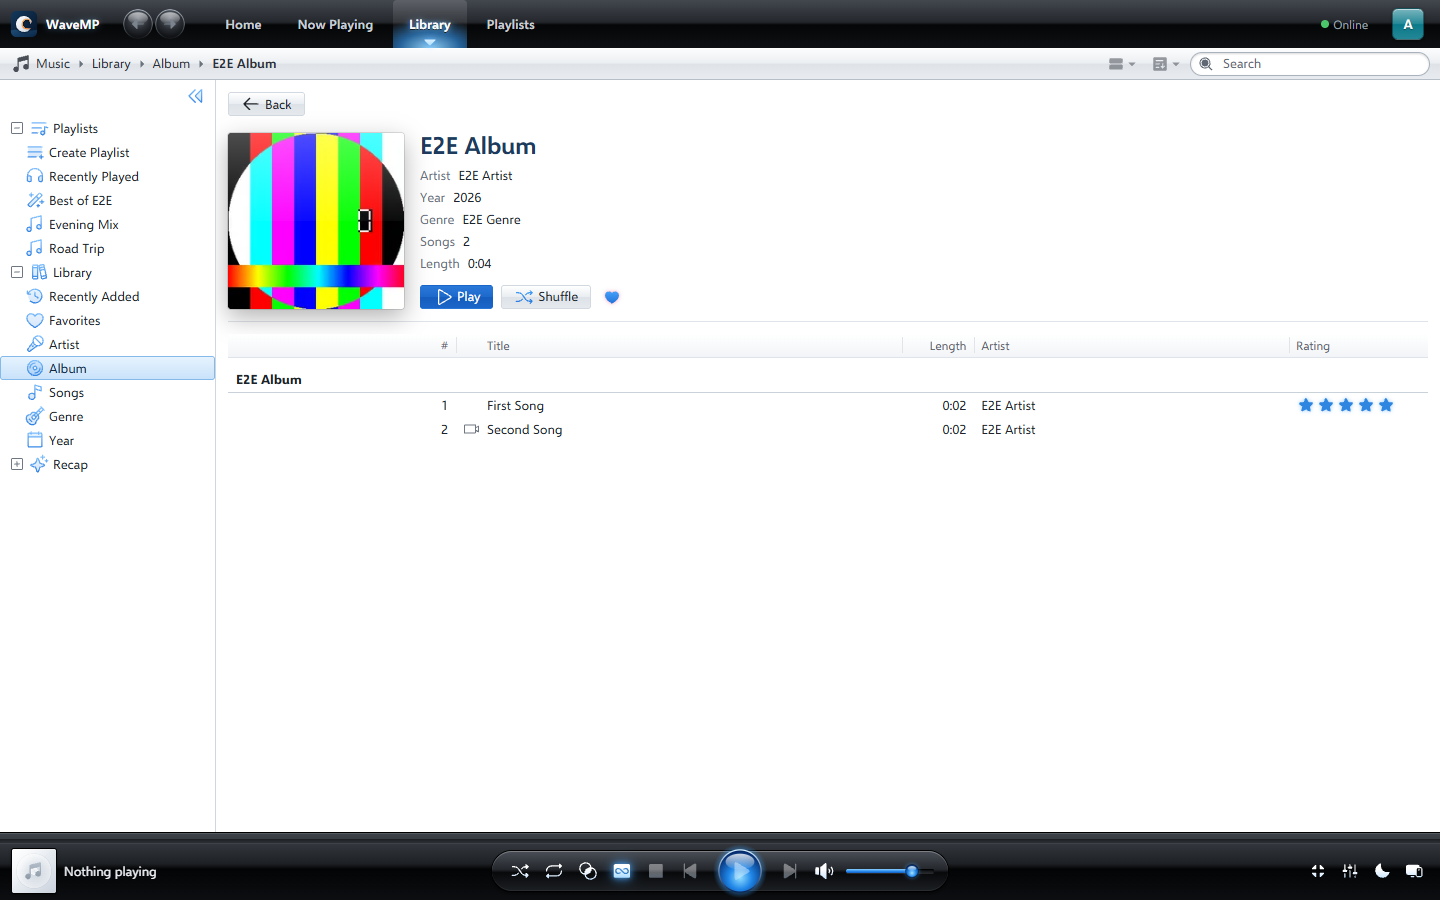 WaveMP
Home
Now Playing
Library
Playlists
Online
A
Music
Library
Album
E2E Album
Search
Playlists
Create Playlist
Recently Played
Best of E2E
Evening Mix
Road Trip
Library
Recently Added
Favorites
Artist
Album
Songs
Genre
Year
Recap
Back
E2E Album
Artist E2E Artist
Year 2026
Genre E2E Genre
Songs 2
Length 0:04
Play
Shuffle
# Title Length Artist Rating
E2E Album
1 First Song 0:02 E2E Artist
2 Second Song 0:02 E2E Artist
Nothing playing